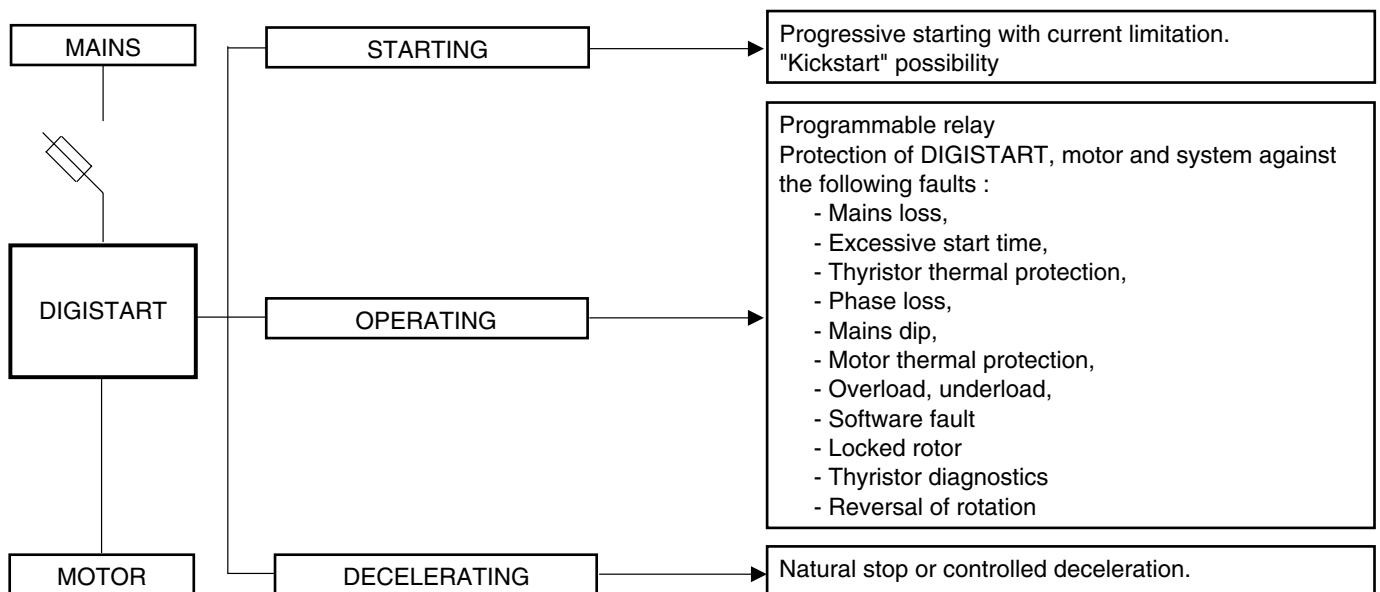 MAINS
STARTING
Progressive starting with current limitation.
"Kickstart" possibility
DIGISTART
OPERATING
Programmable relay
Protection of DIGISTART, motor and system against
the following faults :
- Mains loss,
- Excessive start time,
- Thyristor thermal protection,
- Phase loss,
- Mains dip,
- Motor thermal protection,
- Overload, underload,
- Software fault
- Locked rotor
- Thyristor diagnostics
- Reversal of rotation
MOTOR
DECELERATING
Natural stop or controlled deceleration.